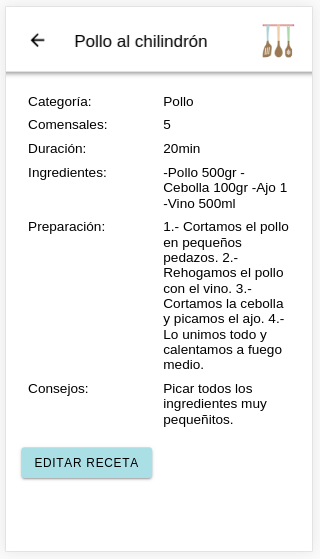 Pollo al chilindrón
Categoría: Pollo
Comensales: 5
Duración: 20min
Ingredientes: -Pollo 500gr -
Cebolla 100gr -Ajo 1
-Vino 500ml
Preparación: 1.- Cortamos el pollo
en pequeños
pedazos. 2.-
Rehogamos el pollo
con el vino. 3.-
Cortamos la cebolla
y picamos el ajo. 4.-
Lo unimos todo y
calentamos a fuego
medio.
Consejos: Picar todos los
ingredientes muy
pequeñitos.
EDITAR RECETA